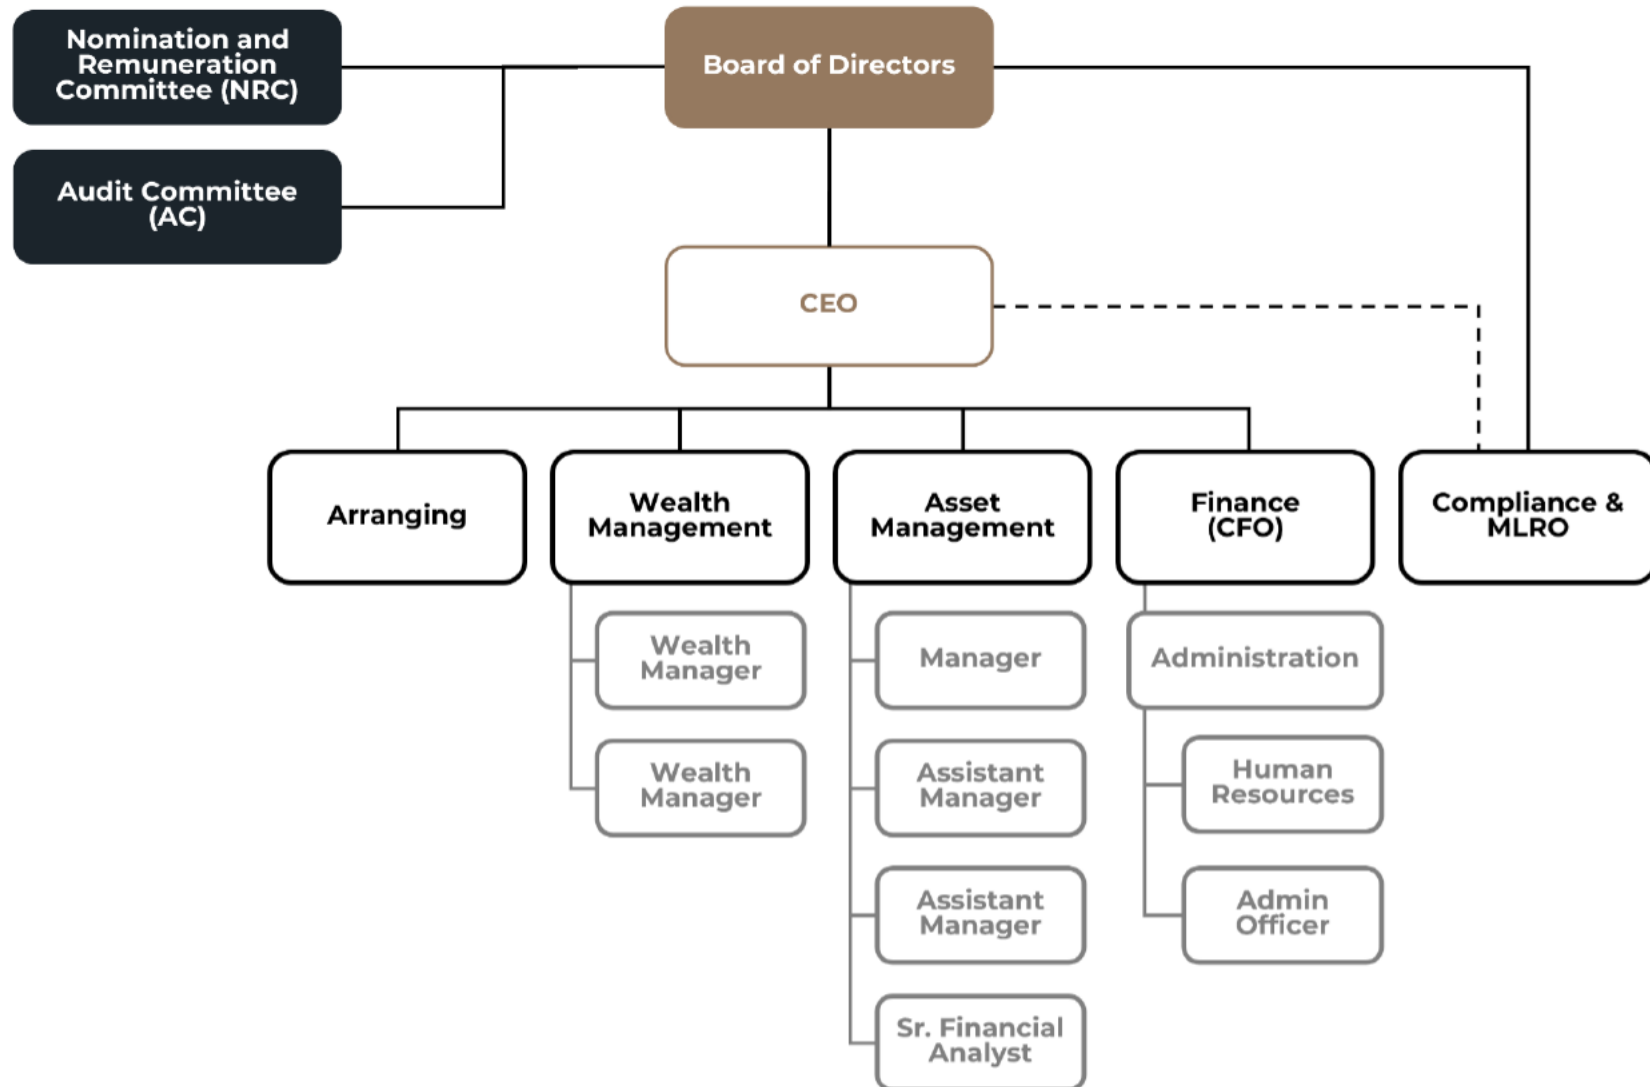 Nomination and
Remuneration
Committee (NRC)
Board of Directors
Audit Committee
(AC)
CEO
Arranging
Wealth
Management
Asset
Management
Finance
(CFO)
Compliance &
MLRO
Wealth
Manager
Manager
Administration
Wealth
Manager
Assistant
Manager
Human
Resources
Assistant
Manager
Admin
Officer
Sr. Financial
Analyst